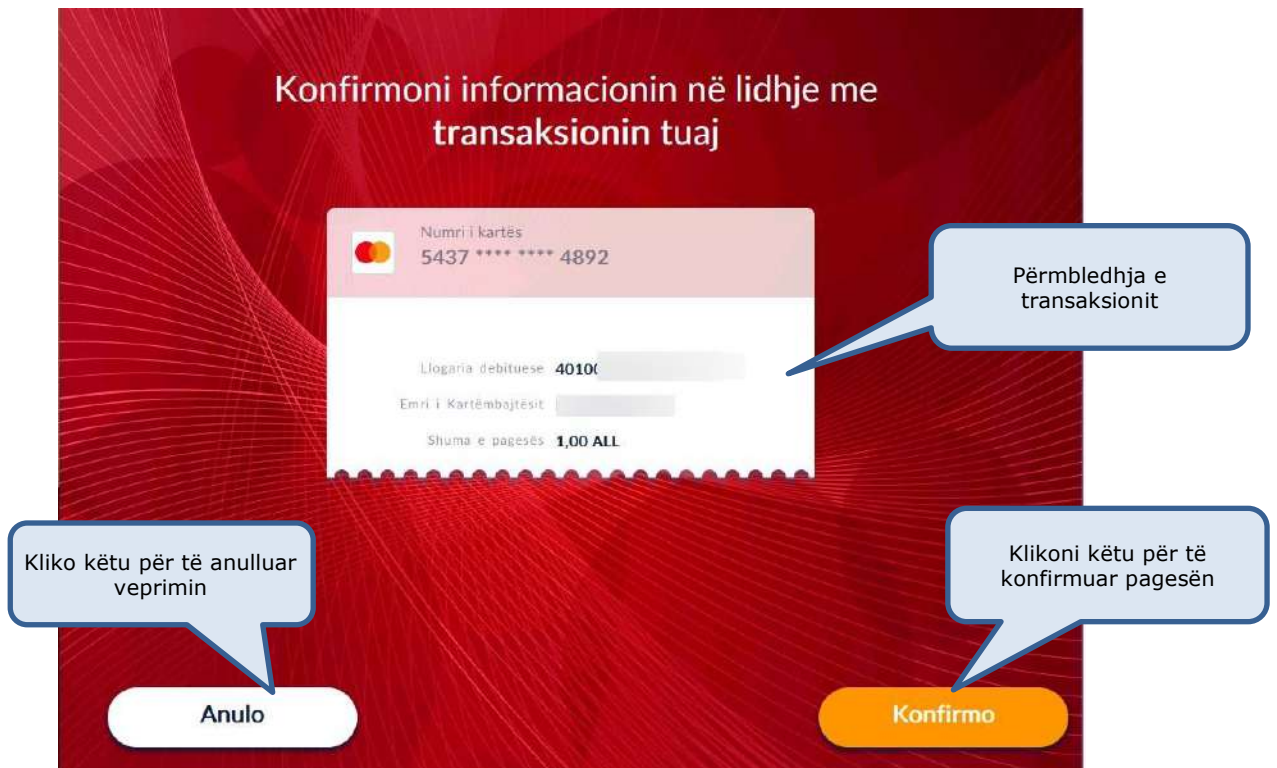 Konfirmoni informacionin në lidhje me
transaksionin tuaj
Numri i kartës
5437 **** **** 4892
Përmbledhja e
transaksionit
Llogaria debituese 4010
Emri i Kartëmbajtësit
Shuma e pagesës 1,00 ALL
Kliko këtu për të anulluar
veprimin
Klikoni këtu për të
konfirmuar pagesën
Anulo
Konfirmo